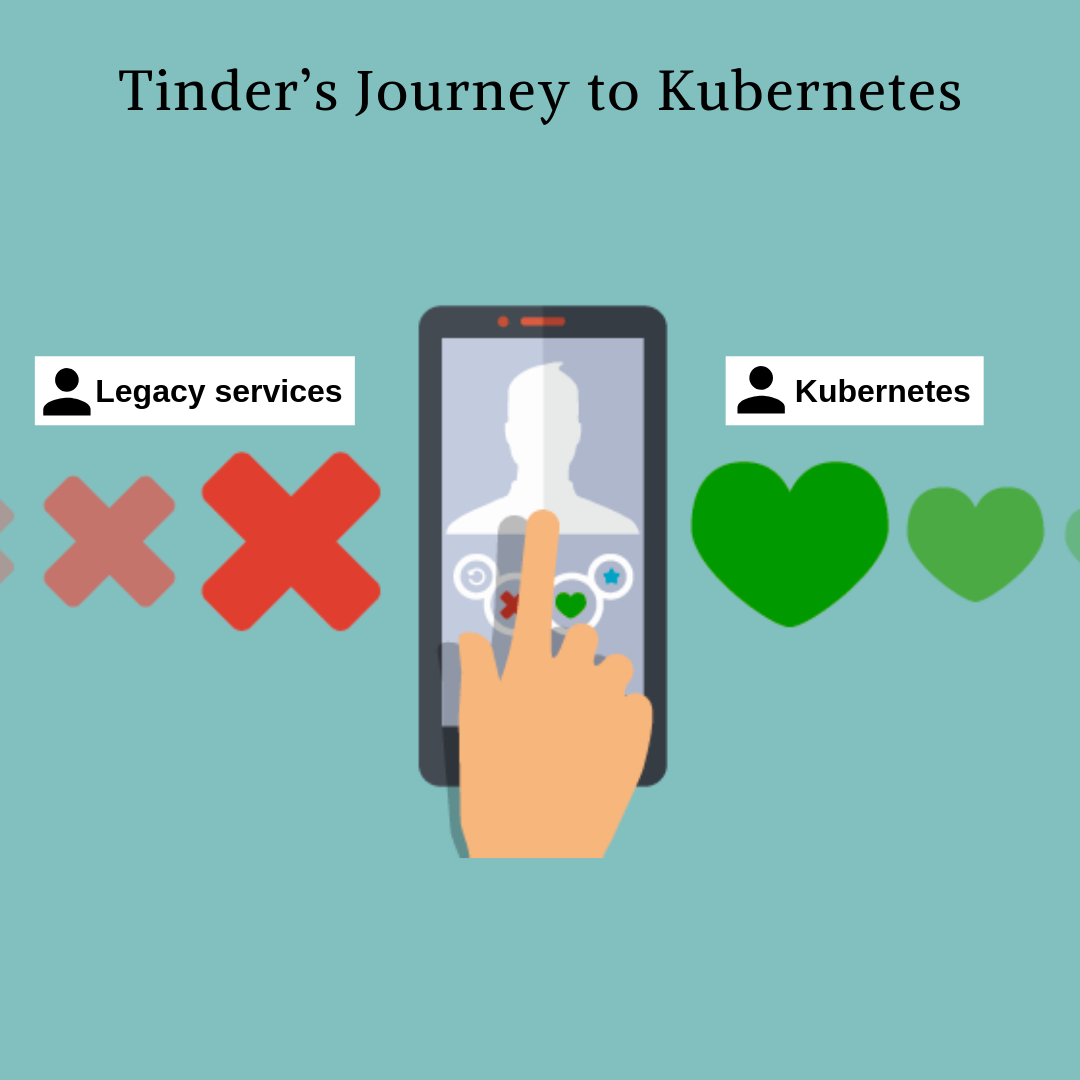 Tinder’s Journey to Kubernetes
Legacy services
Kubernetes